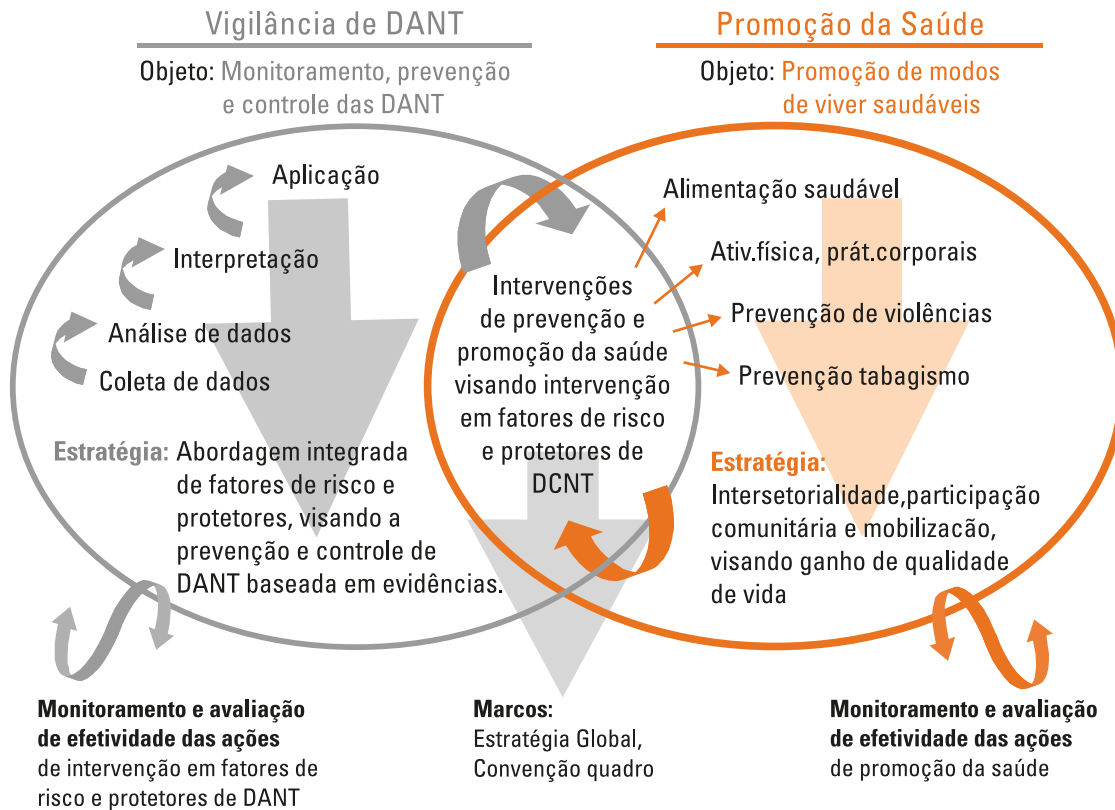 Vigilância de DANT
Objeto: Monitoramento, prevenção
e controle das DANT
Promoção da Saúde
Objeto: Promoção de modos
de viver saudáveis
Aplicação
Interpretação
Análise de dados
Coleta de dados
Estratégia: Abordagem integrada
de fatores de risco e
protetores, visando a
prevenção e controle de
DANT baseada em evidências.
Intervenções
de prevenção e
promoção da saúde
visando intervenção
em fatores de risco
e protetores de
DCNT
Alimentação saudável
Ativ.física, prát.corporais
Prevenção de violências
Prevenção tabagismo
Estratégia:
Intersetorialidade,participação
comunitária e mobilizacão,
visando ganho de qualidade
de vida
Monitoramento e avaliação
de efetividade das ações
de intervenção em fatores de
risco e protetores de DANT
Marcos:
Estratégia Global,
Convenção quadro
Monitoramento e avaliação
de efetividade das ações
de promoção da saúde